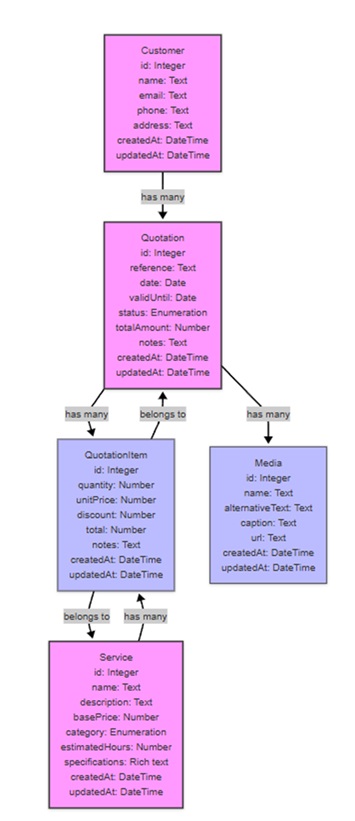 Customer
id: Integer
name: Text
email: Text
phone: Text
address: Text
createdAt: DateTime
updatedAt: DateTime
has many
Quotation
id: Integer
reference: Text
date: Date
validUntil: Date
status: Enumeration
totalAmount: Number
notes: Text
createdAt: DateTime
updatedAt: DateTime
has many
belongs to
has many
QuotationItem
id: Integer
quantity: Number
unitPrice: Number
discount: Number
total: Number
notes: Text
createdAt: DateTime
updatedAt: DateTime
Media
id: Integer
name: Text
alternativeText: Text
caption: Text
url: Text
createdAt: DateTime
updatedAt: DateTime
belongs to
has many
Service
id: Integer
name: Text
description: Text
basePrice: Number
category: Enumeration
estimatedHours: Number
specifications: Rich text
createdAt: DateTime
updatedAt: DateTime